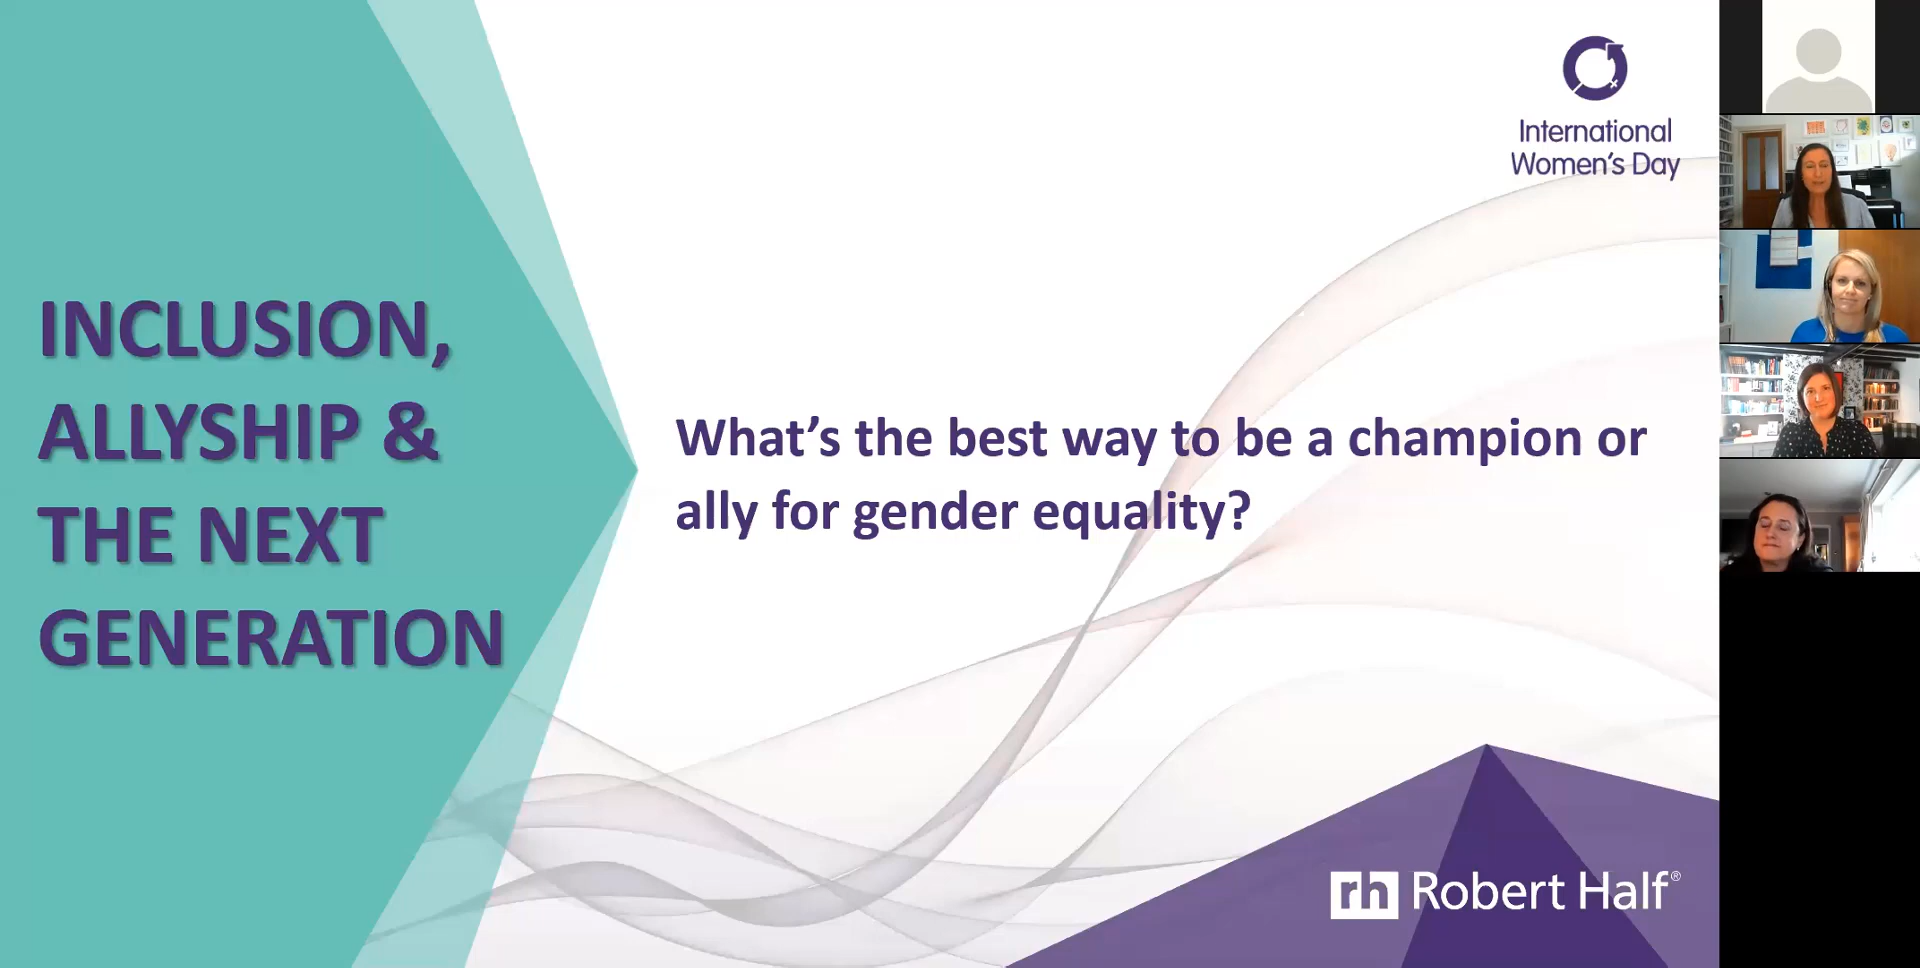 INCLUSION,
ALLYSHIP &
THE NEXT
GENERATION
International
Women's Day
What's the best way to be a champion or
ally for gender equality?
rh Robert Half®